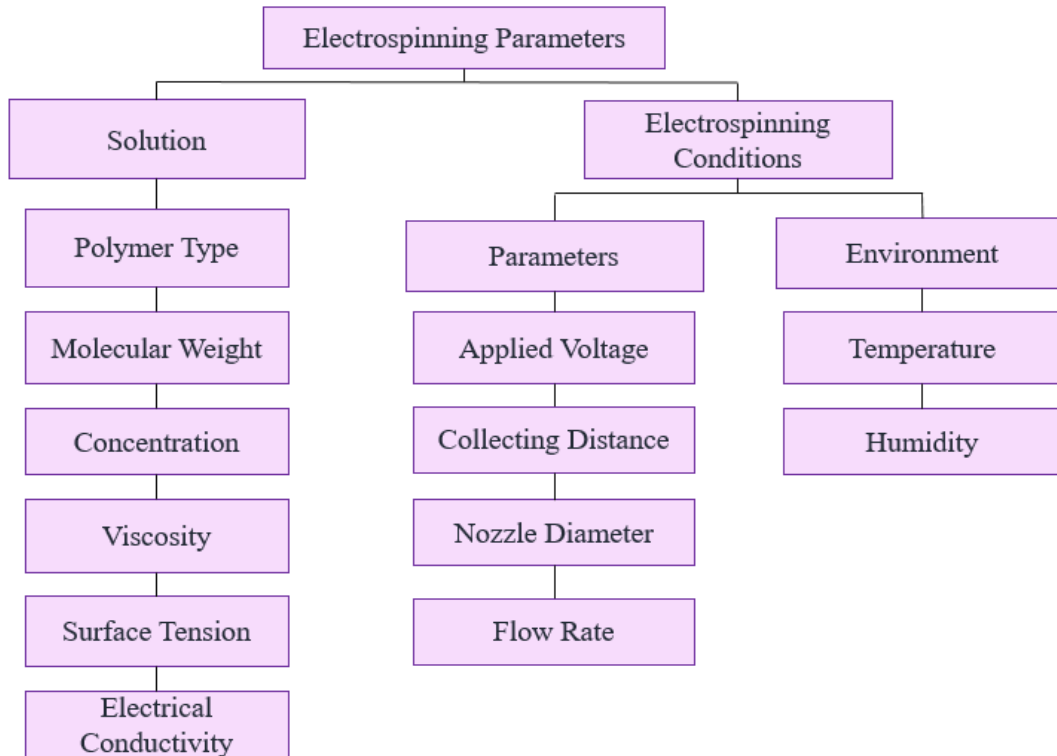 Electrospinning Parameters
Solution
Electrospinning
Conditions
Polymer Type
Parameters
Environment
Molecular Weight
Applied Voltage
Temperature
Concentration
Collecting Distance
Humidity
Viscosity
Nozzle Diameter
Surface Tension
Flow Rate
Electrical
Conductivity